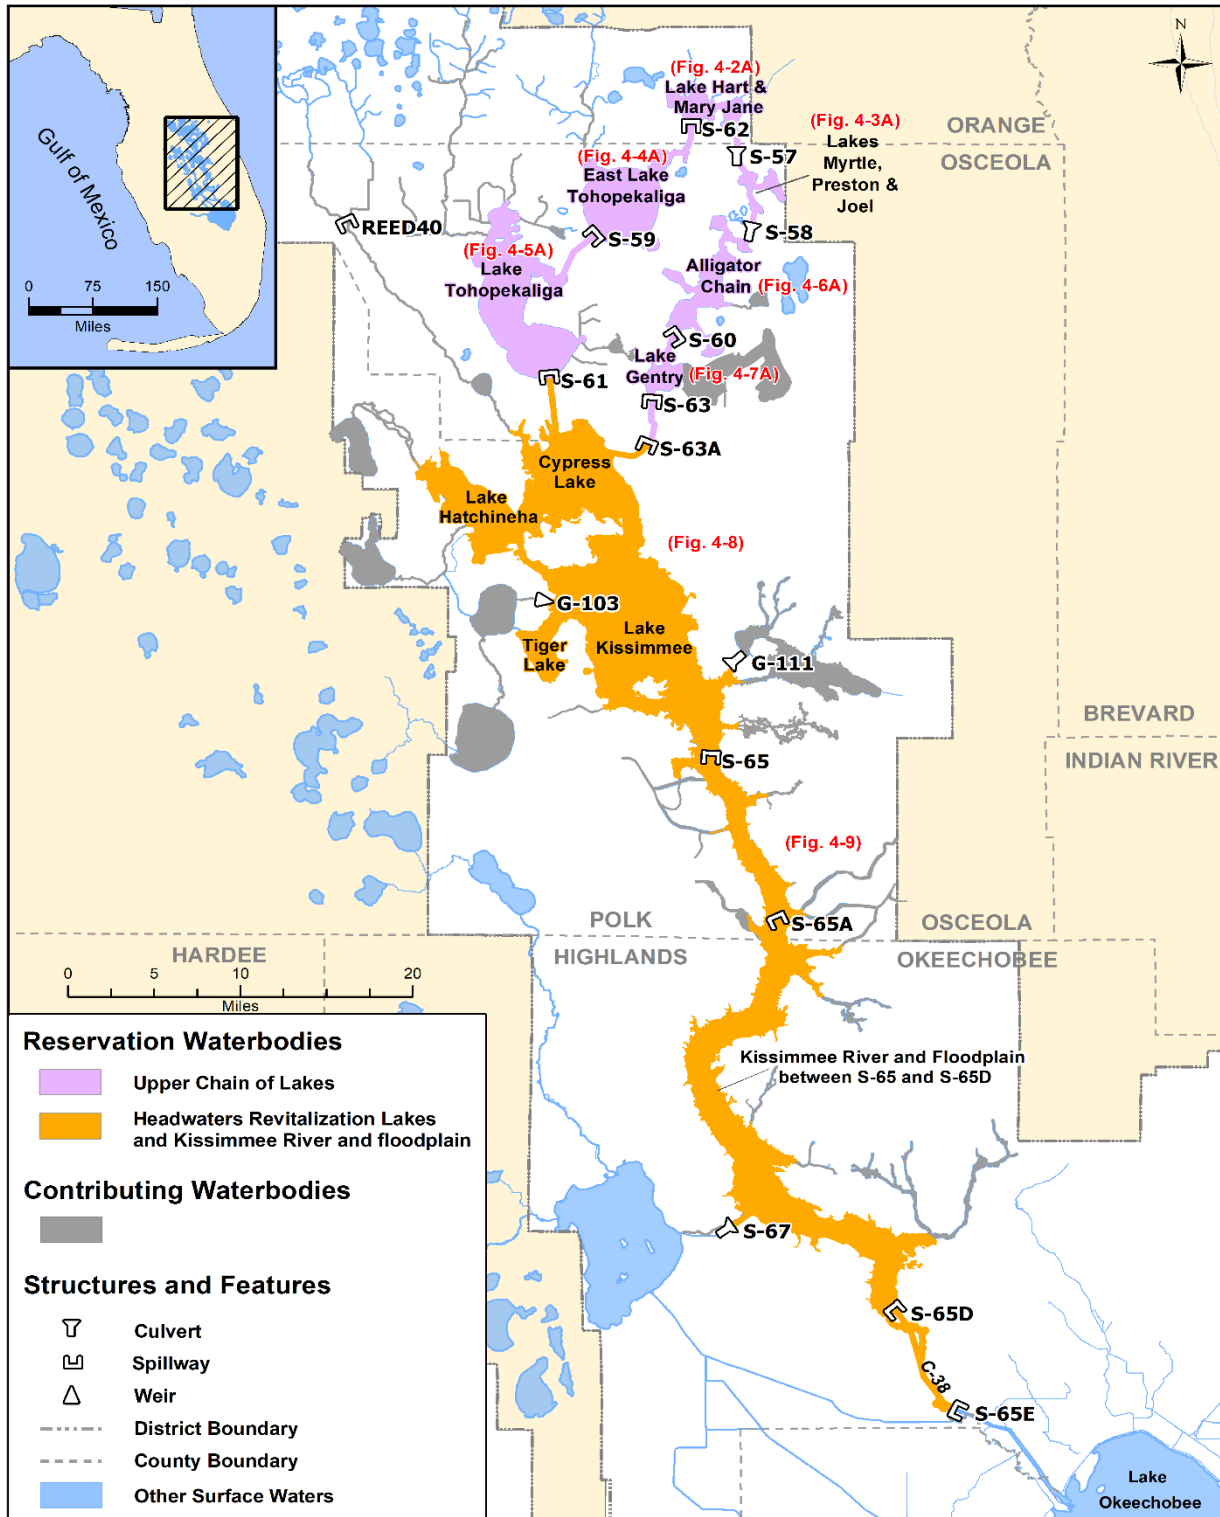 Gulf of Mexico
0 75 150
Miles
N
(Fig. 4-2A)
Lake Hart &
Mary Jane
S-62
(Fig. 4-3A)
Lakes
Myrtle,
Preston &
Joel
ORANGE
OSCEOLA
S-57
(Fig. 4-4A)
East Lake
Tohopekaliga
REED40
S-59
S-58
(Fig. 4-5A)
Lake
Tohopekaliga
Alligator
Chain
(Fig. 4-6A)
S-60
Lake
Gentry
(Fig. 4-7A)
S-61
S-63
S-63A
Cypress
Lake
Lake
Hatchineha
(Fig. 4-8)
G-103
Tiger
Lake
Lake
Kissimmee
G-111
BREVARD
INDIAN RIVER
S-65
(Fig. 4-9)
S-65A
POLK
HIGHLANDS
OSCEOLA
OKEECHOBEE
HARDEE
0 5 10 20
Miles
Kissimmee River and Floodplain
between S-65 and S-65D
S-67
S-65D
C-38
S-65E
Lake
Okeechobee
Reservation Waterbodies
Upper Chain of Lakes
Headwaters Revitalization Lakes
and Kissimmee River and floodplain
Contributing Waterbodies
Structures and Features
Culvert
Spillway
Weir
District Boundary
County Boundary
Other Surface Waters